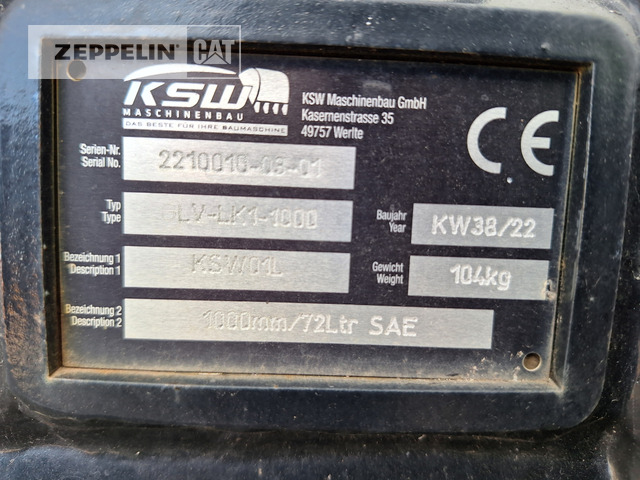 ZEPPELIN CAT
KSW
MASCHINENBAU
DAS BESTE FÜR IHRE BAUMASCHINE
KSW Maschinenbau GmbH
Kasernenstrasse 35
49757 Werlte
CE
Serien-Nr.
Serial No.
2210016-03-01
Typ
Type
LV-LK1-1000
Baujahr
Year
KW38/22
Bezeichnung 1
Description 1
KSW01L
Gewicht
Weight
104kg
Bezeichnung 2
Description 2
1000mm/72Ltr SAE